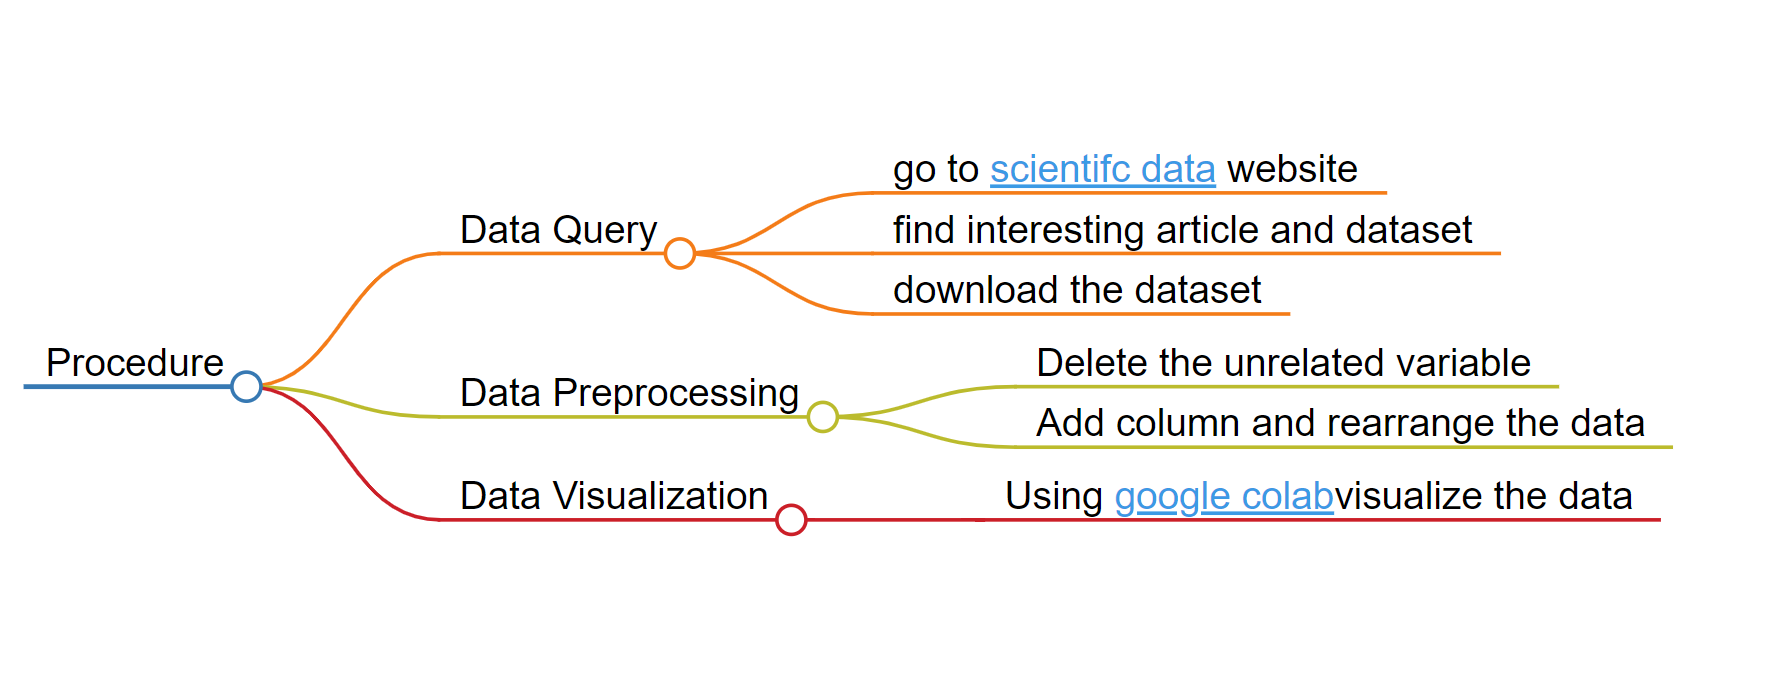 Procedure
Data Query
go to scientifc data website
find interesting article and dataset
download the dataset
Data Preprocessing
Delete the unrelated variable
Add column and rearrange the data
Data Visualization
Using google colabvisualize the data